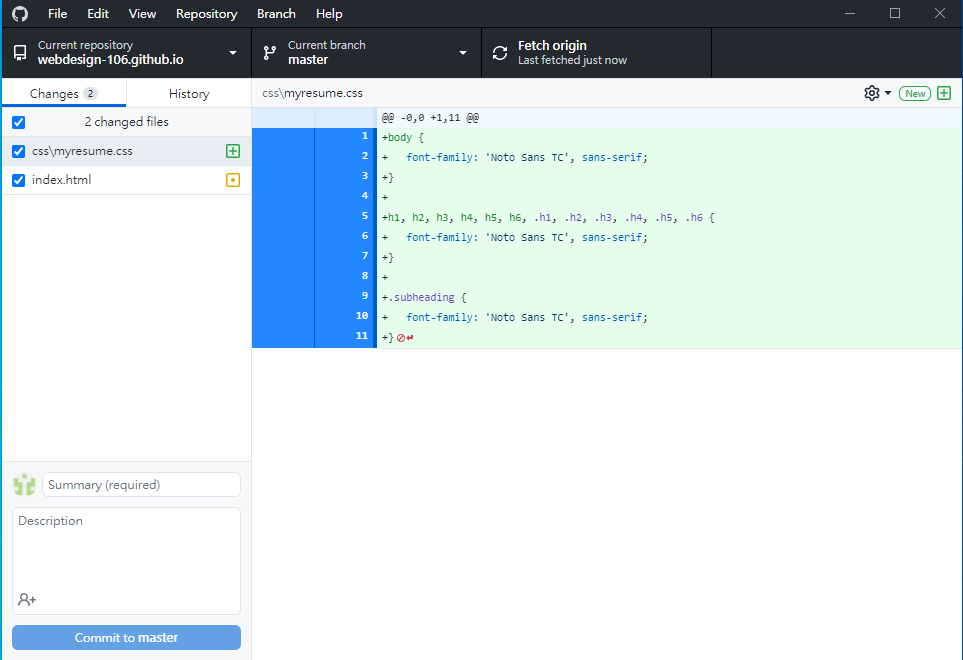 File Edit View Repository Branch Help
Current repository
webdesign-106.github.io
Current branch
master
Fetch origin
Last fetched just now
Changes 2 History
2 changed files
css\myresume.css
index.html
css\myresume.css New
@@ -0,0 +1,11 @@
1 +body {
2 + font-family: 'Noto Sans TC', sans-serif;
3 +}
4 +
5 +h1, h2, h3, h4, h5, h6, .h1, .h2, .h3, .h4, .h5, .h6 {
6 + font-family: 'Noto Sans TC', sans-serif;
7 +}
8 +
9 +.subheading {
10 + font-family: 'Noto Sans TC', sans-serif;
11 +}
Summary (required)
Description
Commit to master